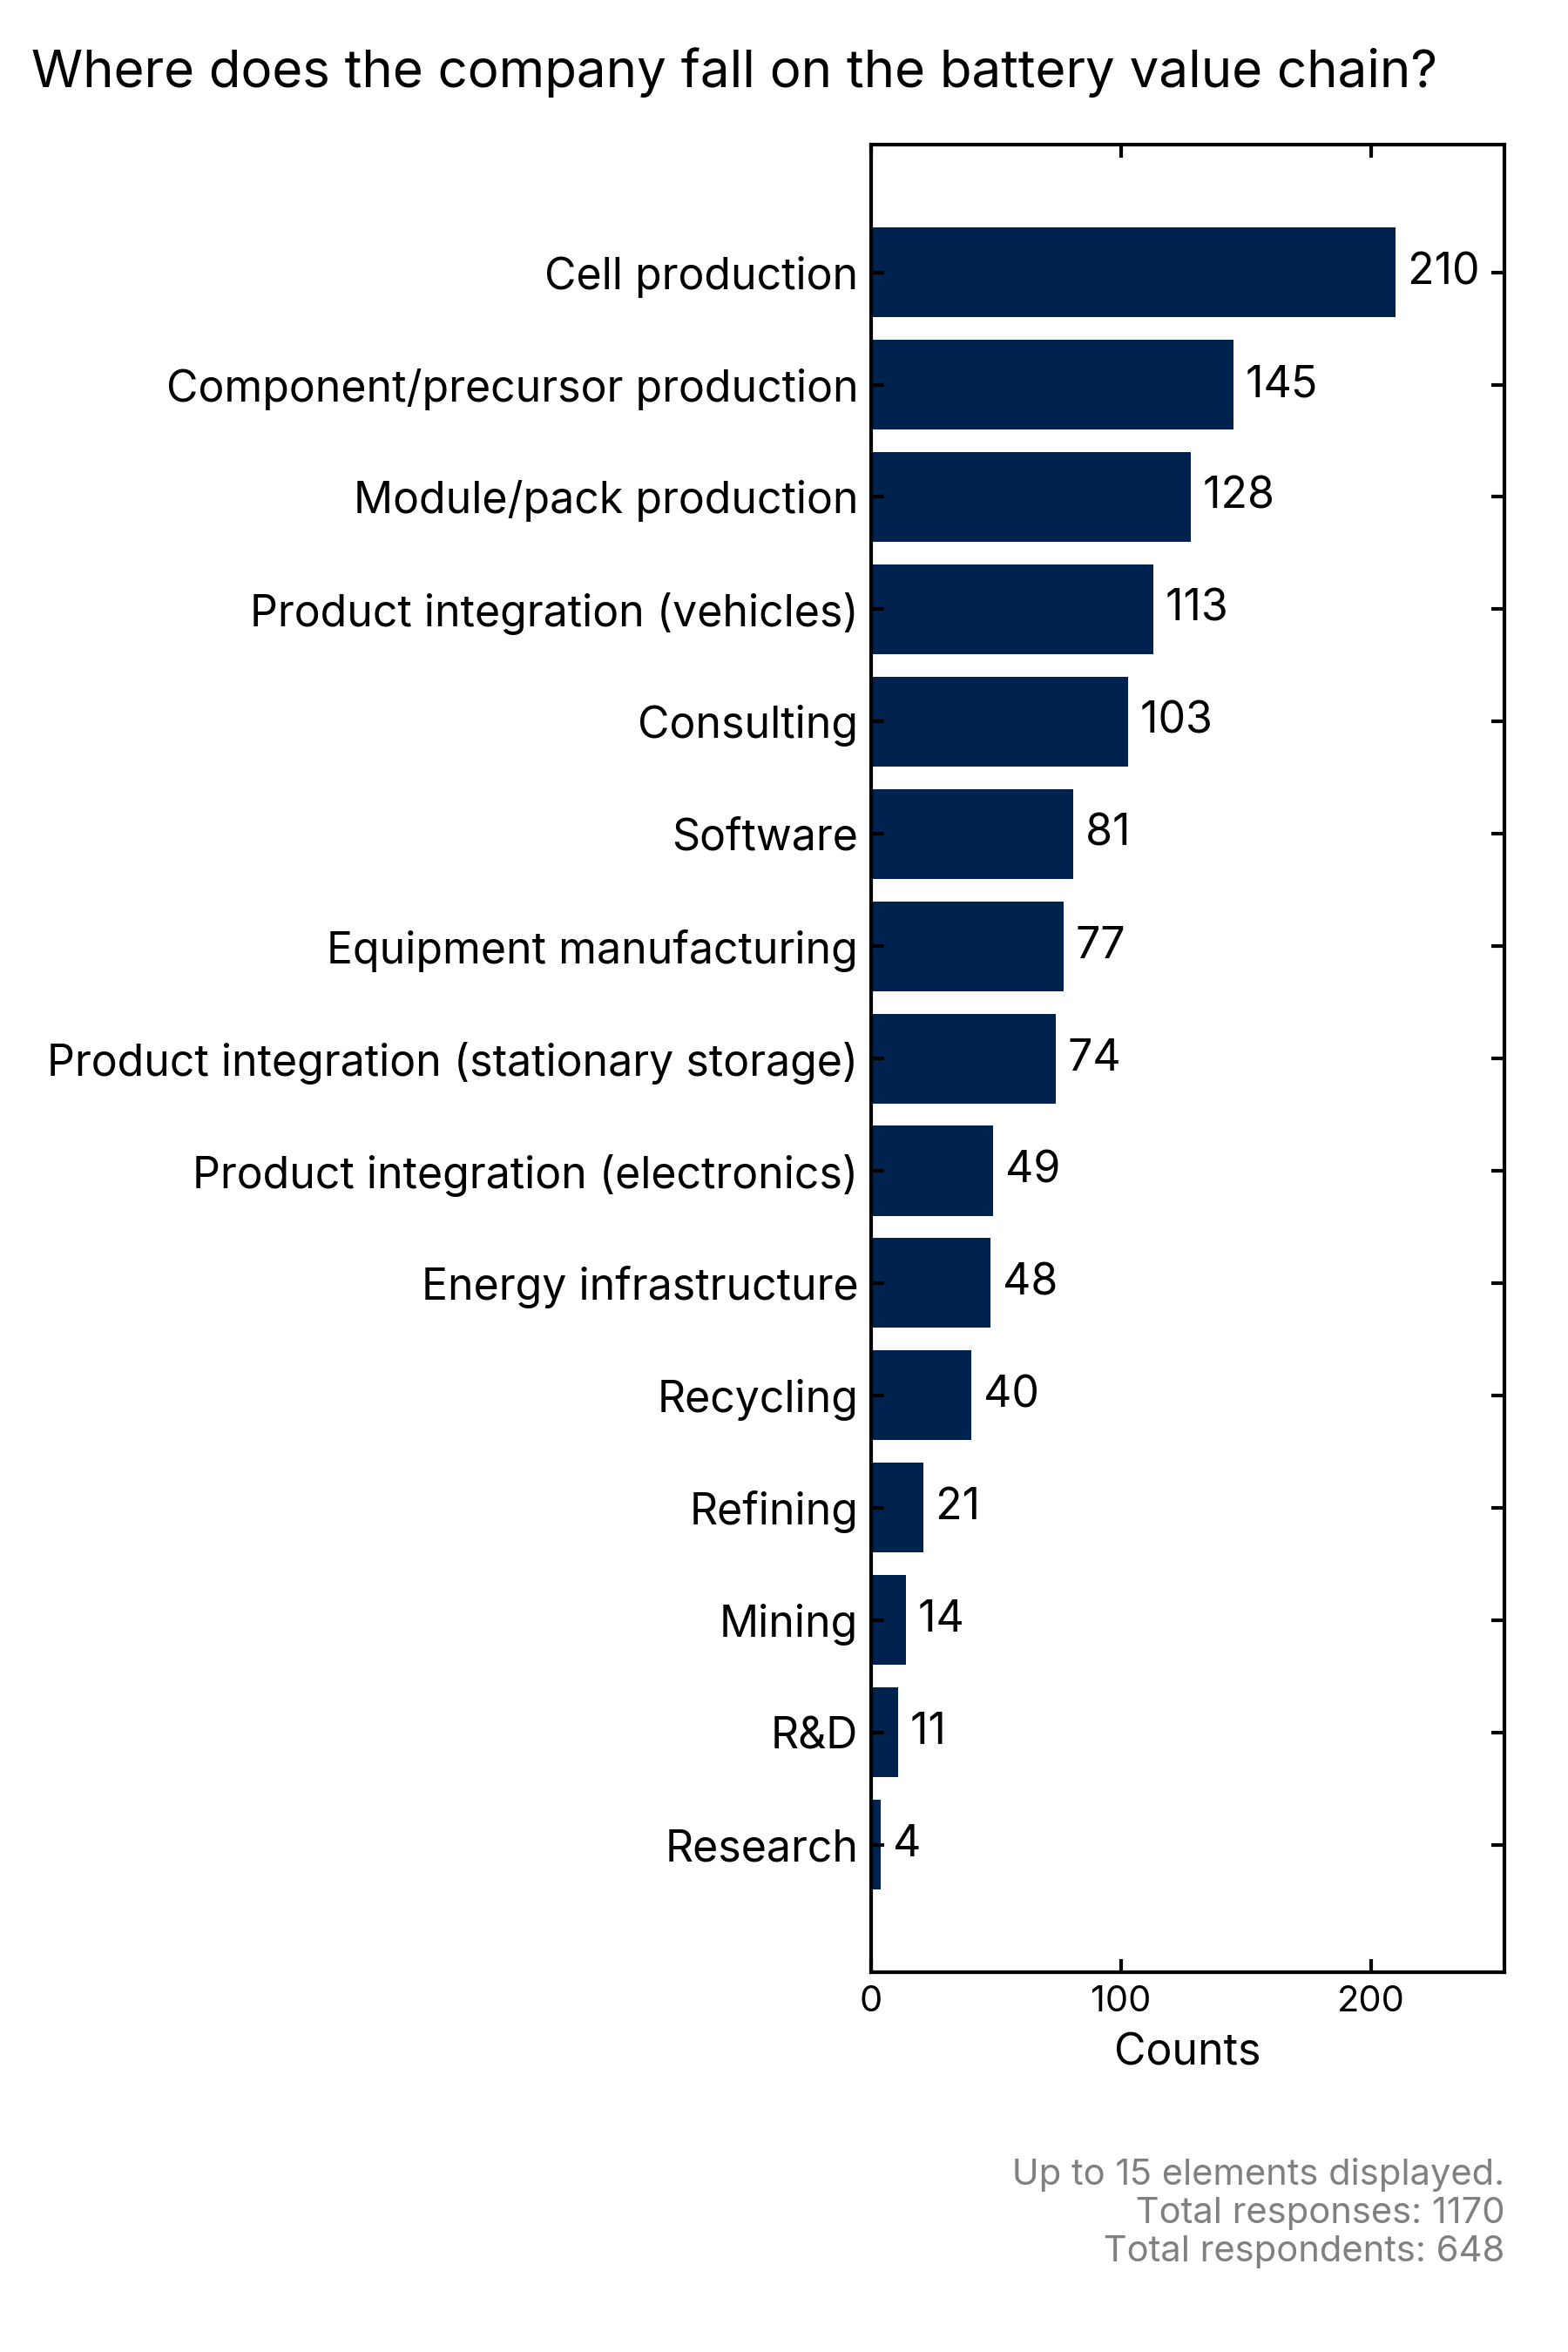 Where does the company fall on the battery value chain?
Cell production 210
Component/precursor production 145
Module/pack production 128
Product integration (vehicles) 113
Consulting 103
Software 81
Equipment manufacturing 77
Product integration (stationary storage) 74
Product integration (electronics) 49
Energy infrastructure 48
Recycling 40
Refining 21
Mining 14
R&D 11
Research 4
0 100 200
Counts
Up to 15 elements displayed.
Total responses: 1170
Total respondents: 648